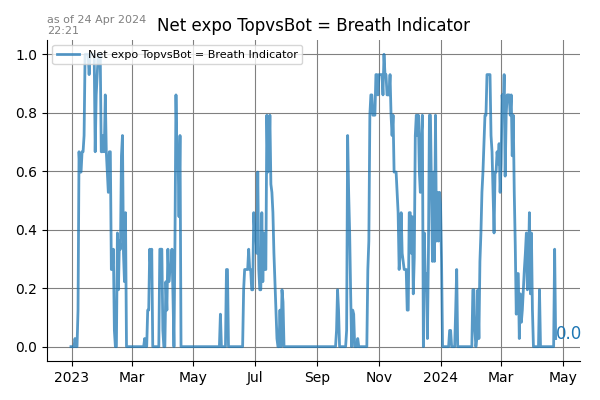 as of 24 Apr 2024
22:21
Net expo TopvsBot = Breath Indicator
Net expo TopvsBot = Breath Indicator
1.0
0.8
0.6
0.4
0.2
0.0
0.0
2023 Mar May Jul Sep Nov 2024 Mar May